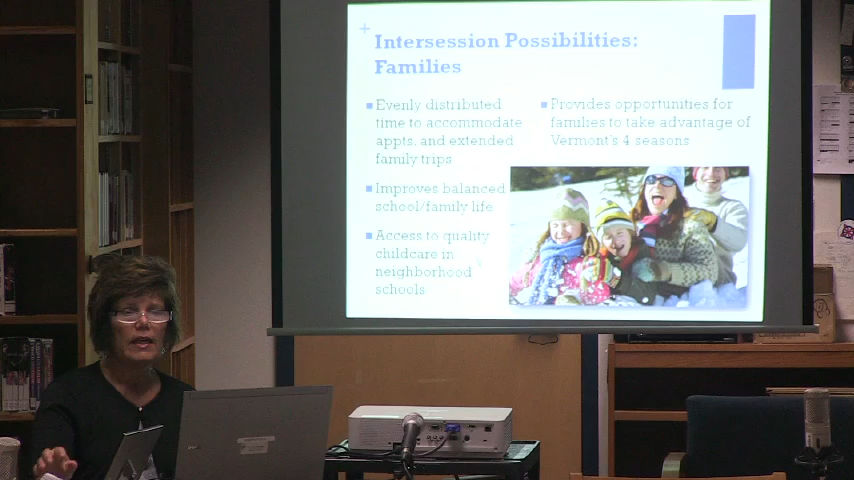 +
Intersession Possibilities:
Families
Evenly distributed
time to accommodate
appts, and extended
family trips
Improves balanced
school/family life
Access to quality
childcare in
neighborhood
schools
Provides opportunities for
families to take advantage of
Vermont's 4 seasons